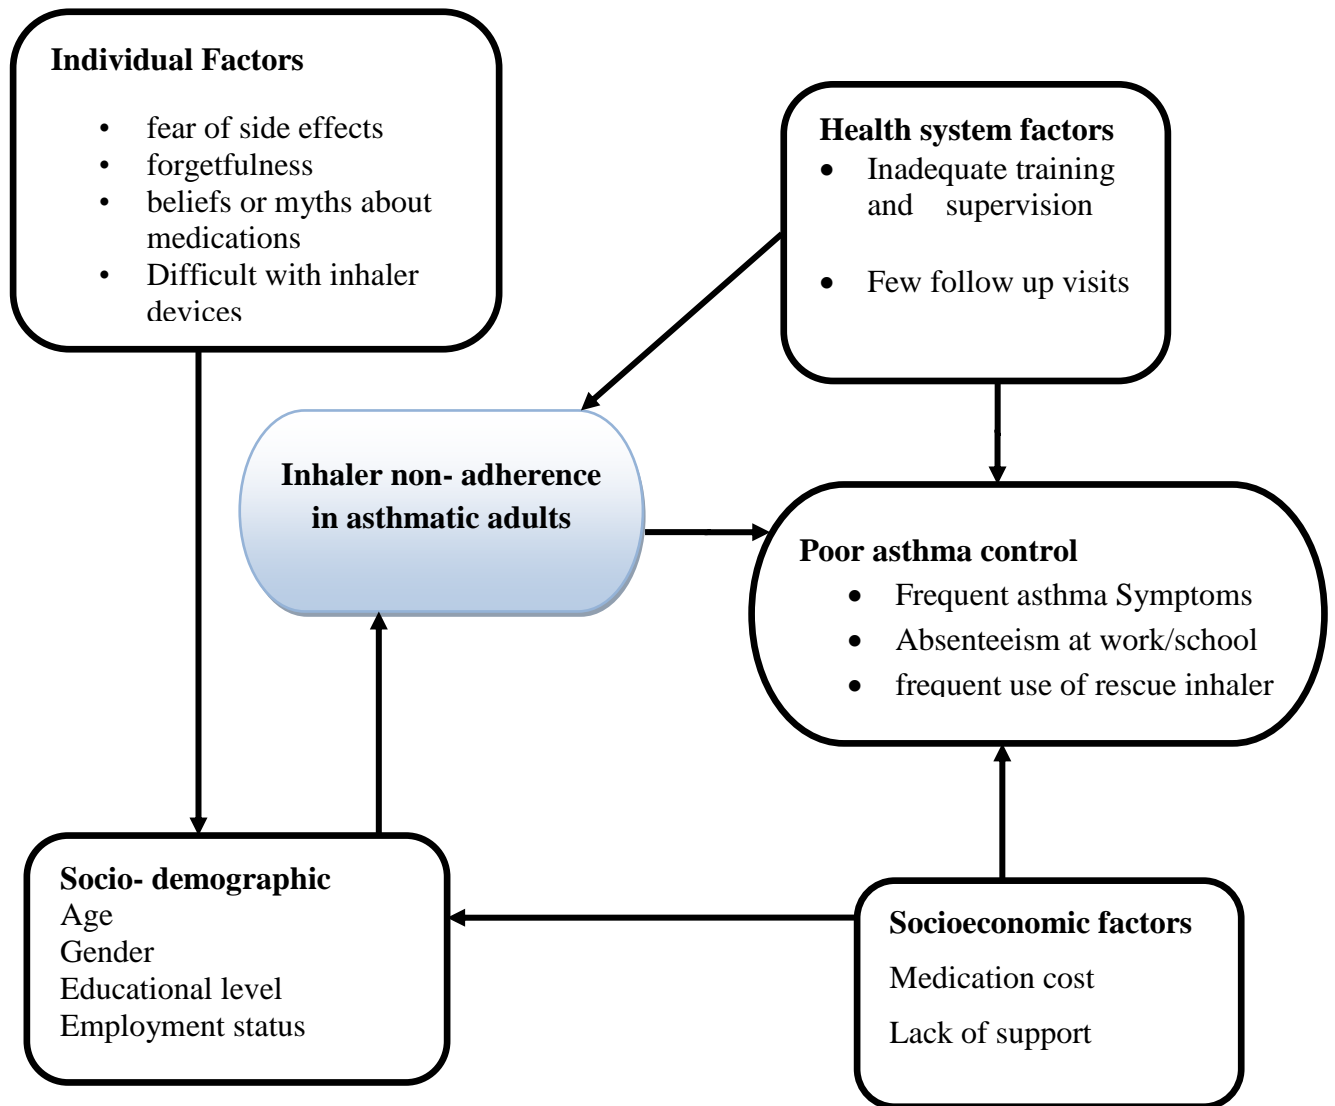 Individual Factors
• fear of side effects
• forgetfulness
• beliefs or myths about
medications
• Difficult with inhaler
devices
Health system factors
• Inadequate training
and supervision
• Few follow up visits
Inhaler non- adherence
in asthmatic adults
Poor asthma control
• Frequent asthma Symptoms
• Absenteeism at work/school
• frequent use of rescue inhaler
Socio- demographic
Age
Gender
Educational level
Employment status
Socioeconomic factors
Medication cost
Lack of support